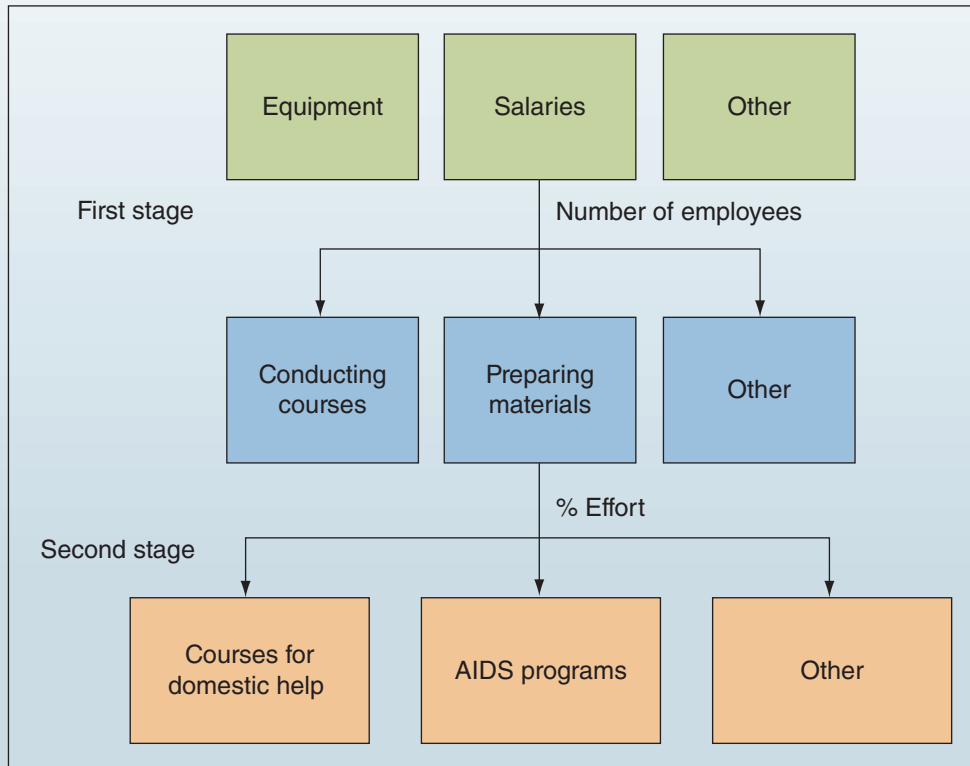 Equipment
Salaries
Other
First stage
Number of employees
Conducting
courses
Preparing
materials
Other
% Effort
Second stage
Courses for
domestic help
AIDS programs
Other